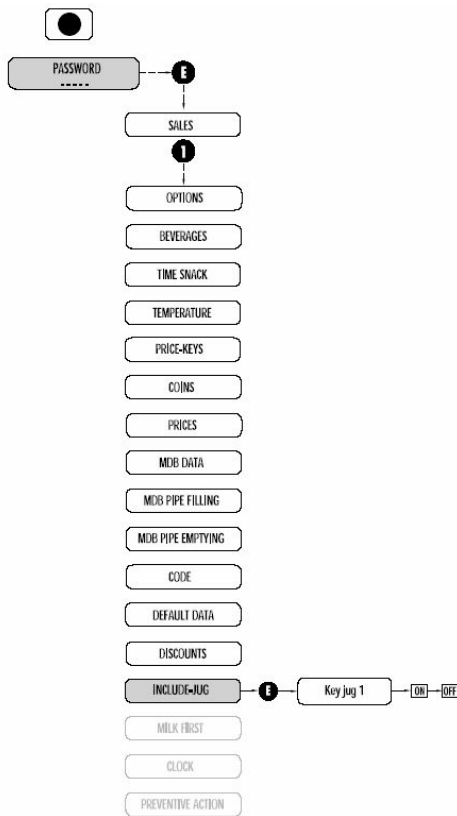 PASSWORD
-----
E
SALES
1
OPTIONS
BEVERAGES
TIME SNACK
TEMPERATURE
PRICE-KEYS
COINS
PRICES
MDB DATA
MDB PIPE FILLING
MDB PIPE EMPTYING
CODE
DEFAULT DATA
DISCOUNTS
INCLUDE-JUG E Key jug 1 ON OFF
MILK FIRST
CLOCK
PREVENTIVE ACTION